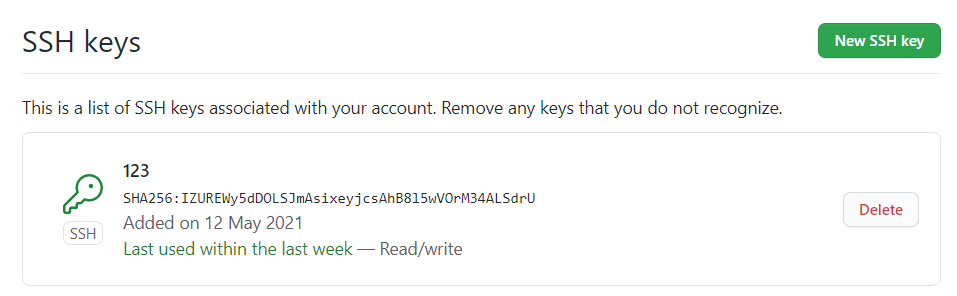 SSH keys
New SSH key
This is a list of SSH keys associated with your account. Remove any keys that you do not recognize.
123
SHA256:IZUREWy5dDOLSJmAsixeyjcsAhB8l5wVOrM34ALSdrU
Added on 12 May 2021
Last used within the last week — Read/write
SSH
Delete